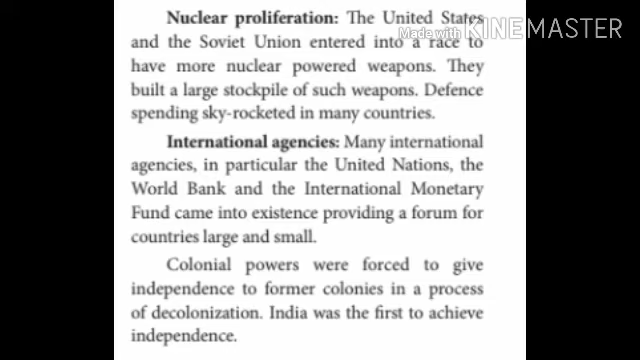 Nuclear proliferation: The United States
Made with KINEMASTER
and the Soviet Union entered into a race to
have more nuclear powered weapons. They
built a large stockpile of such weapons. Defence
spending sky-rocketed in many countries.
International agencies: Many international
agencies, in particular the United Nations, the
World Bank and the International Monetary
Fund came into existence providing a forum for
countries large and small.
Colonial powers were forced to give
independence to former colonies in a process
of decolonization. India was the first to achieve
independence.